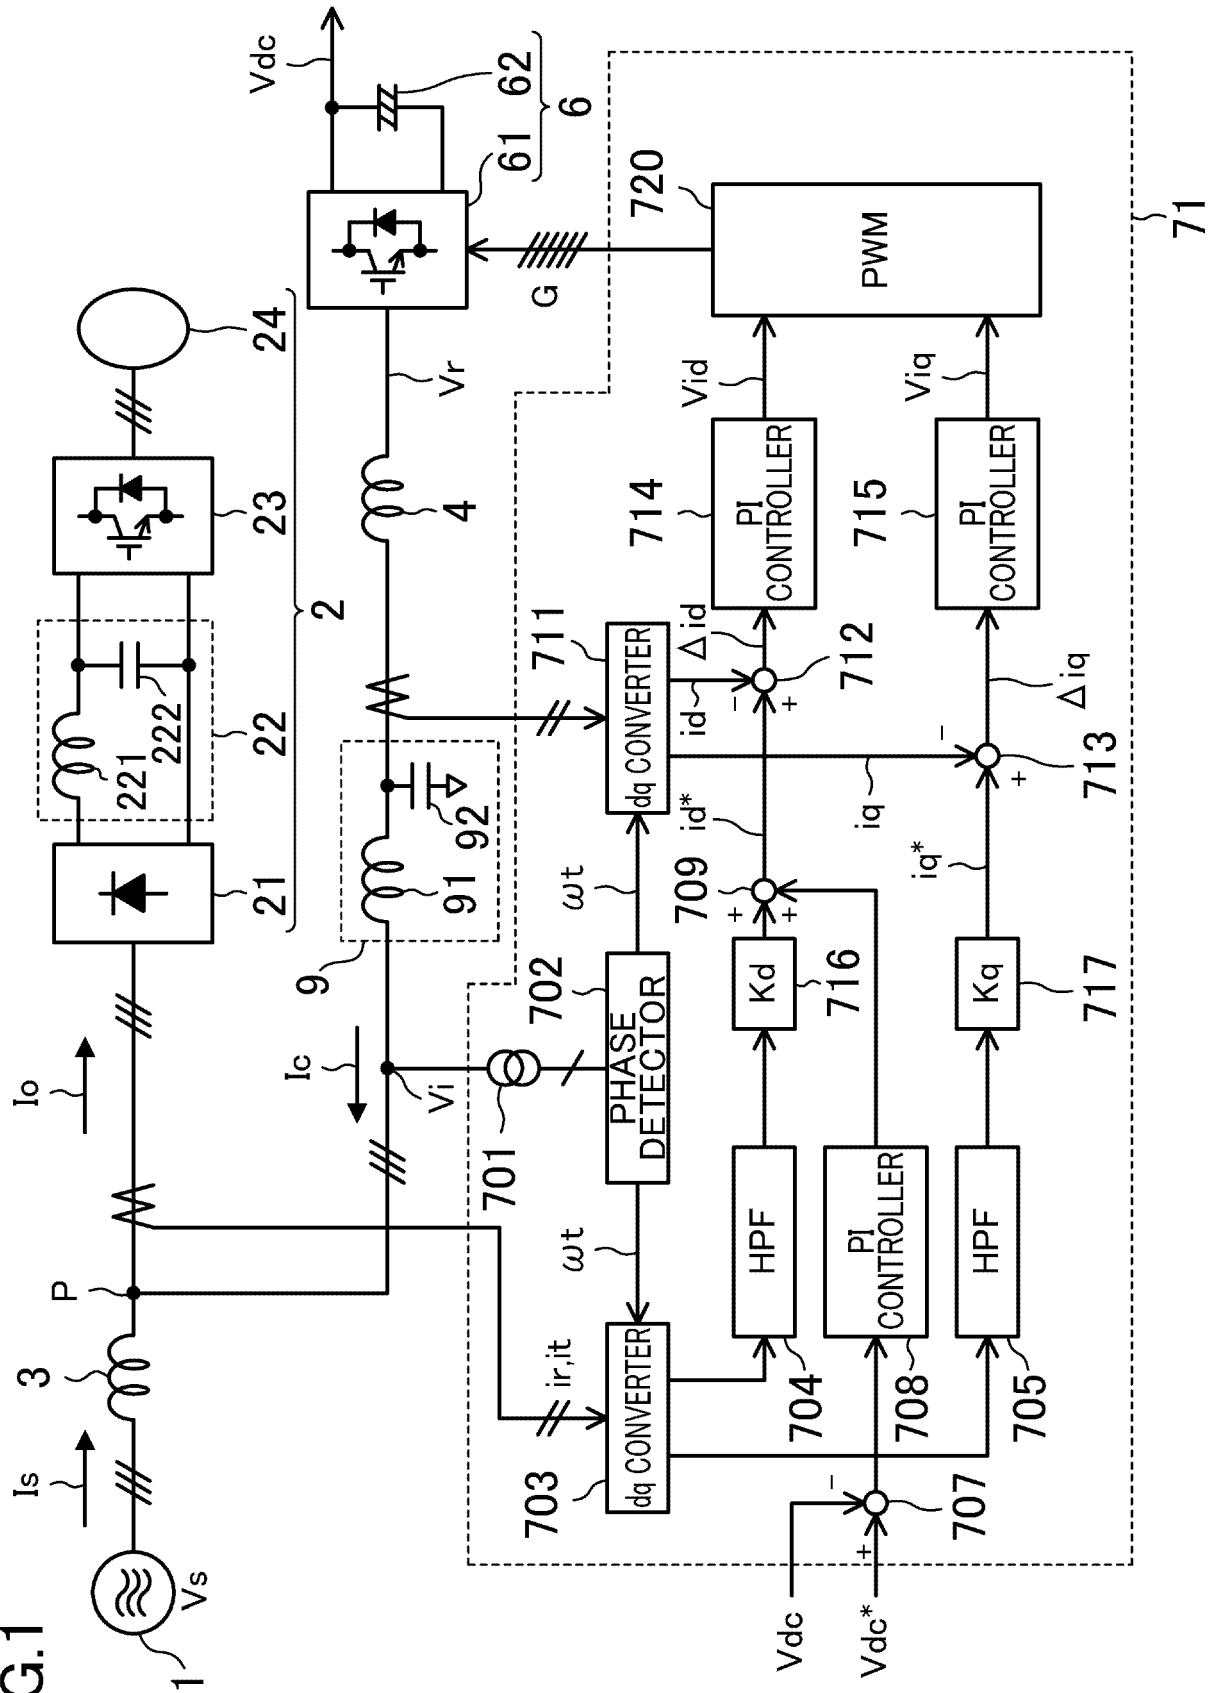 G.1
1
Vs
Is
3
P
Io
21
221
222
22
23
24
2
Ic
Vi
9
91
92
4
Vr
61
62
6
Vdc
G
701
PHASE
DETECTOR
702
ωt
ωt
ir,it
dq CONVERTER
703
dq CONVERTER
711
HPF
704
PI
CONTROLLER
708
HPF
705
Kd
716
Kq
717
709
+
+
id*
iq*
id
iq
-
+
712
Δid
-
+
713
Δiq
PI
CONTROLLER
714
PI
CONTROLLER
715
Vid
Viq
PWM
720
71
Vdc
Vdc*
-
+
707